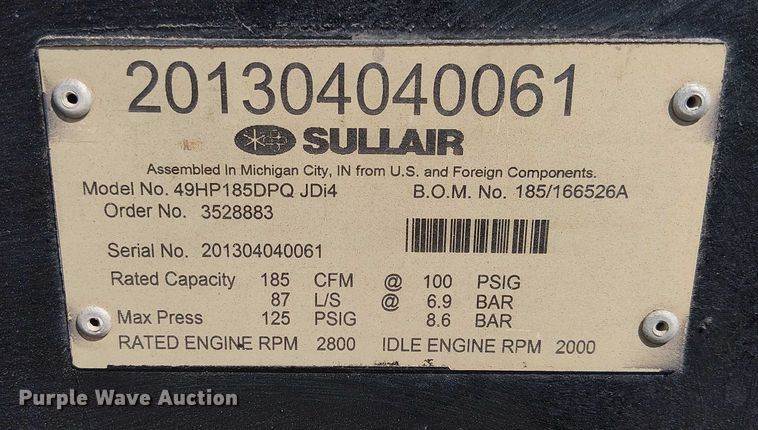 201304040061
SULLAIR
Assembled In Michigan City, IN from U.S. and Foreign Components.
Model No. 49HP185DPQ JDi4 B.O.M. No. 185/166526A
Order No. 3528883
Serial No. 201304040061
Rated Capacity 185 CFM @ 100 PSIG
87 L/S @ 6.9 BAR
Max Press 125 PSIG 8.6 BAR
RATED ENGINE RPM 2800 IDLE ENGINE RPM 2000
Purple Wave Auction